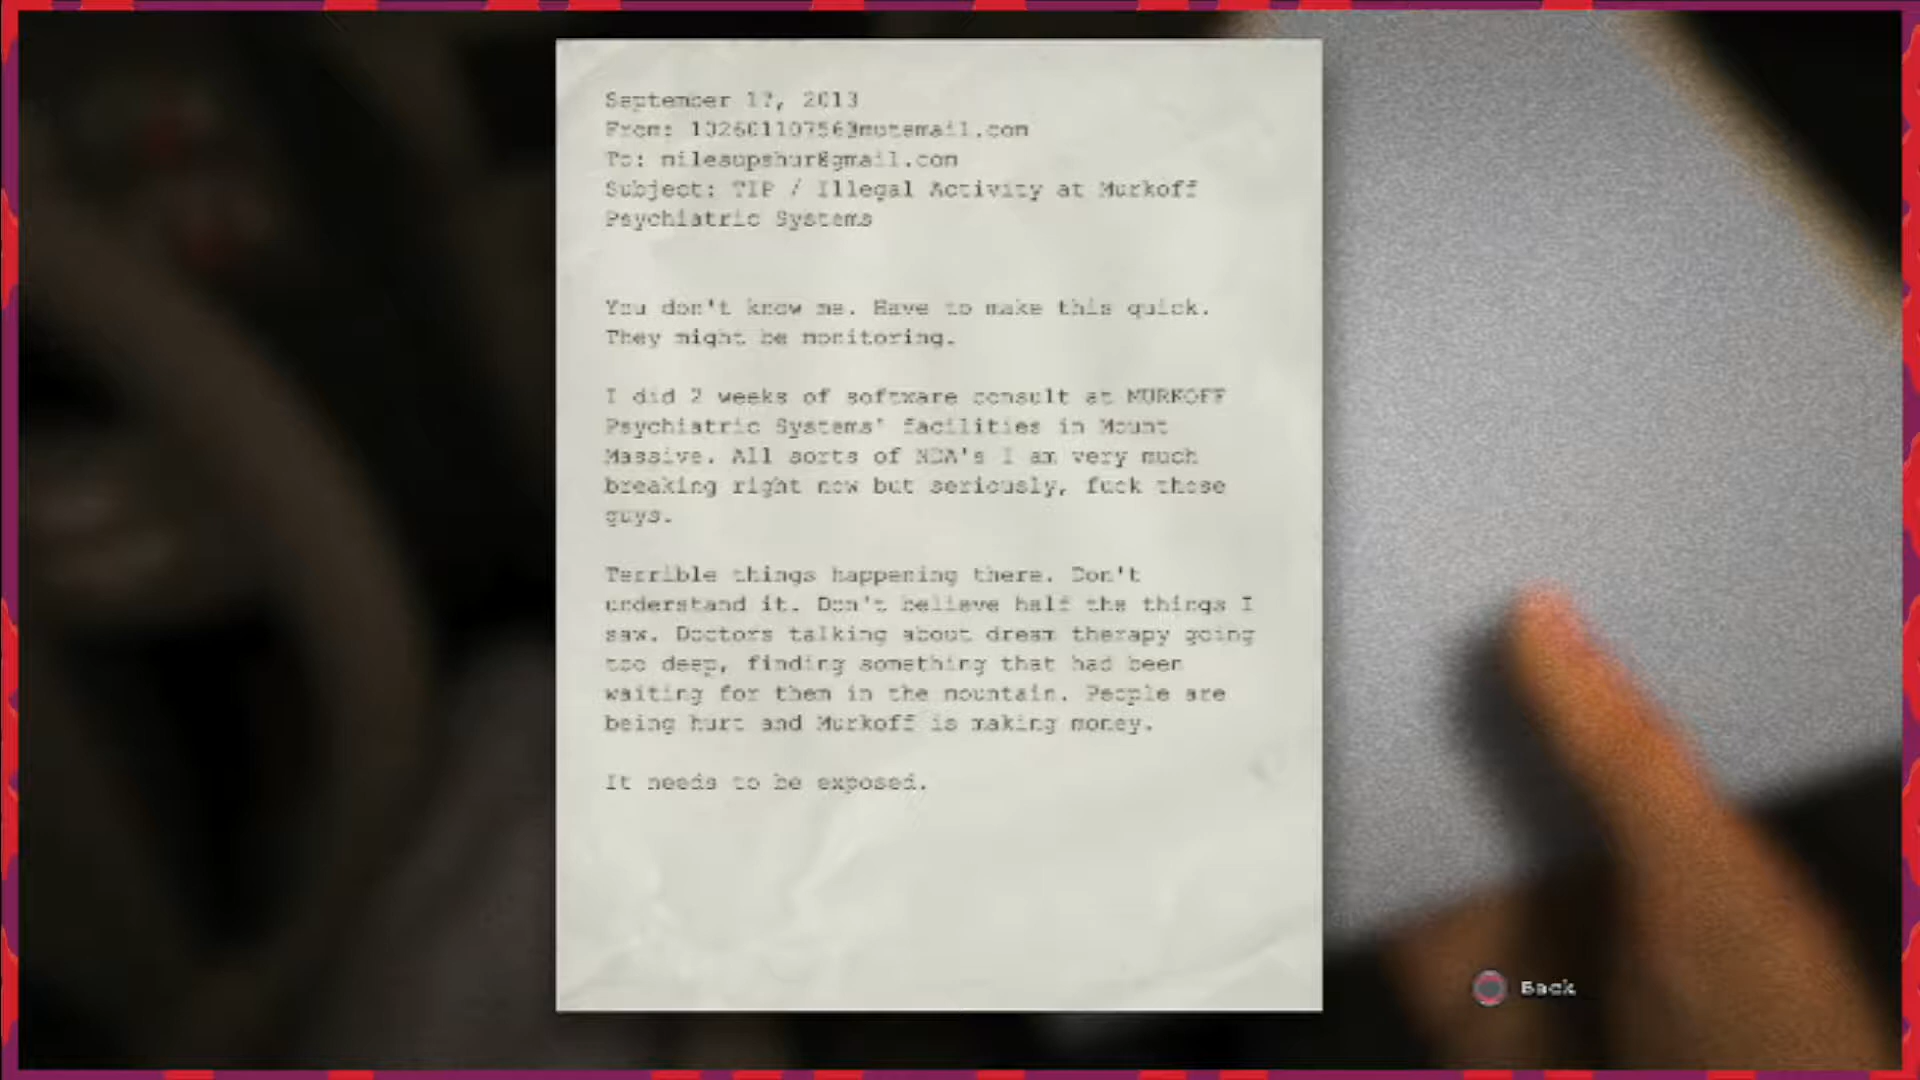 September 17, 2013
From: 102601107563@mutemail.com
To: milesupshur@gmail.com
Subject: TIP / Illegal Activity at Murkoff
Psychiatric Systems
You don't know me. Have to make this quick.
They might be monitoring.
I did 2 weeks of software consult at MURKOFF
Psychiatric Systems' facilities in Mount
Massive. All sorts of NDA's I am very much
breaking right now but seriously, fuck these
guys.
Terrible things happening there. Don't
understand it. Don't believe half the things I
saw. Doctors talking about dream therapy going
too deep, finding something that had been
waiting for them in the mountain. People are
being hurt and Murkoff is making money.
It needs to be exposed.
Back